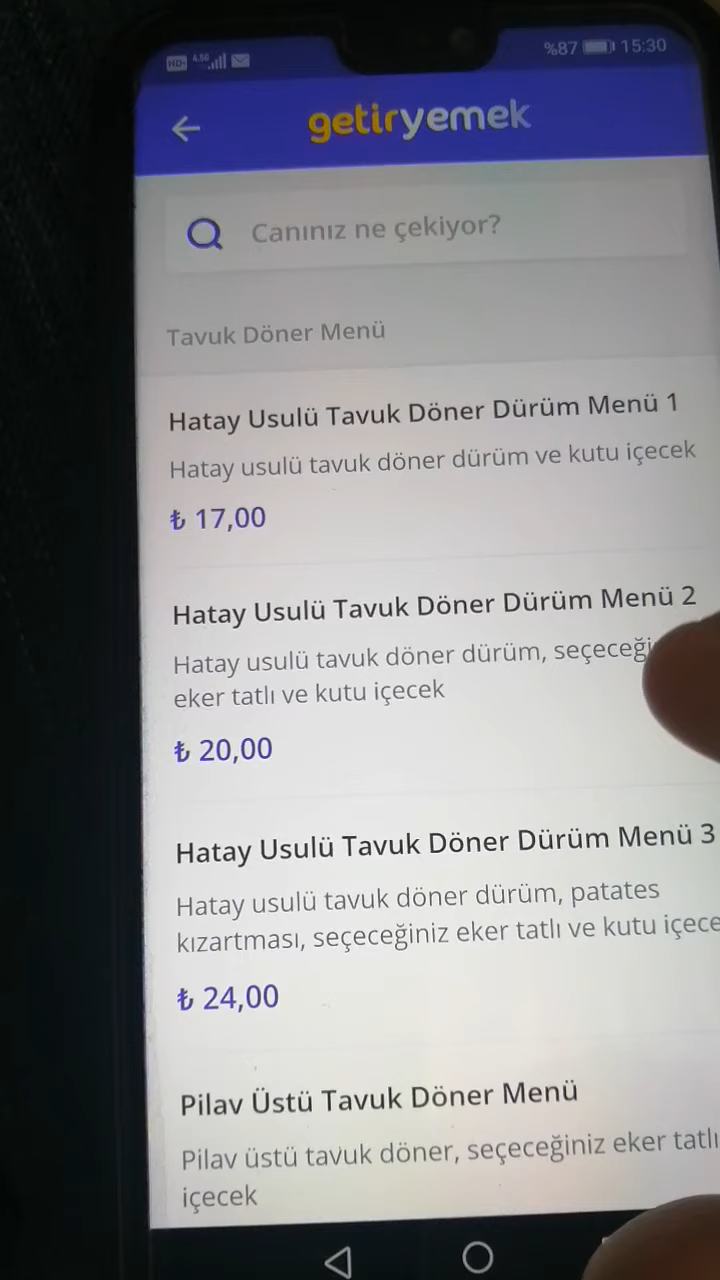 %87 15:30
getiryemek
Canınız ne çekiyor?
Tavuk Döner Menü
Hatay Usulü Tavuk Döner Dürüm Menü 1
Hatay usulü tavuk döner dürüm ve kutu içecek
₺ 17,00
Hatay Usulü Tavuk Döner Dürüm Menü 2
Hatay usulü tavuk döner dürüm, seçeceği
eker tatlı ve kutu içecek
₺ 20,00
Hatay Usulü Tavuk Döner Dürüm Menü 3
Hatay usulü tavuk döner dürüm, patates
kızartması, seçeceğiniz eker tatlı ve kutu içece
₺ 24,00
Pilav Üstü Tavuk Döner Menü
Pilav üstü tavuk döner, seçeceğiniz eker tatlı
içecek